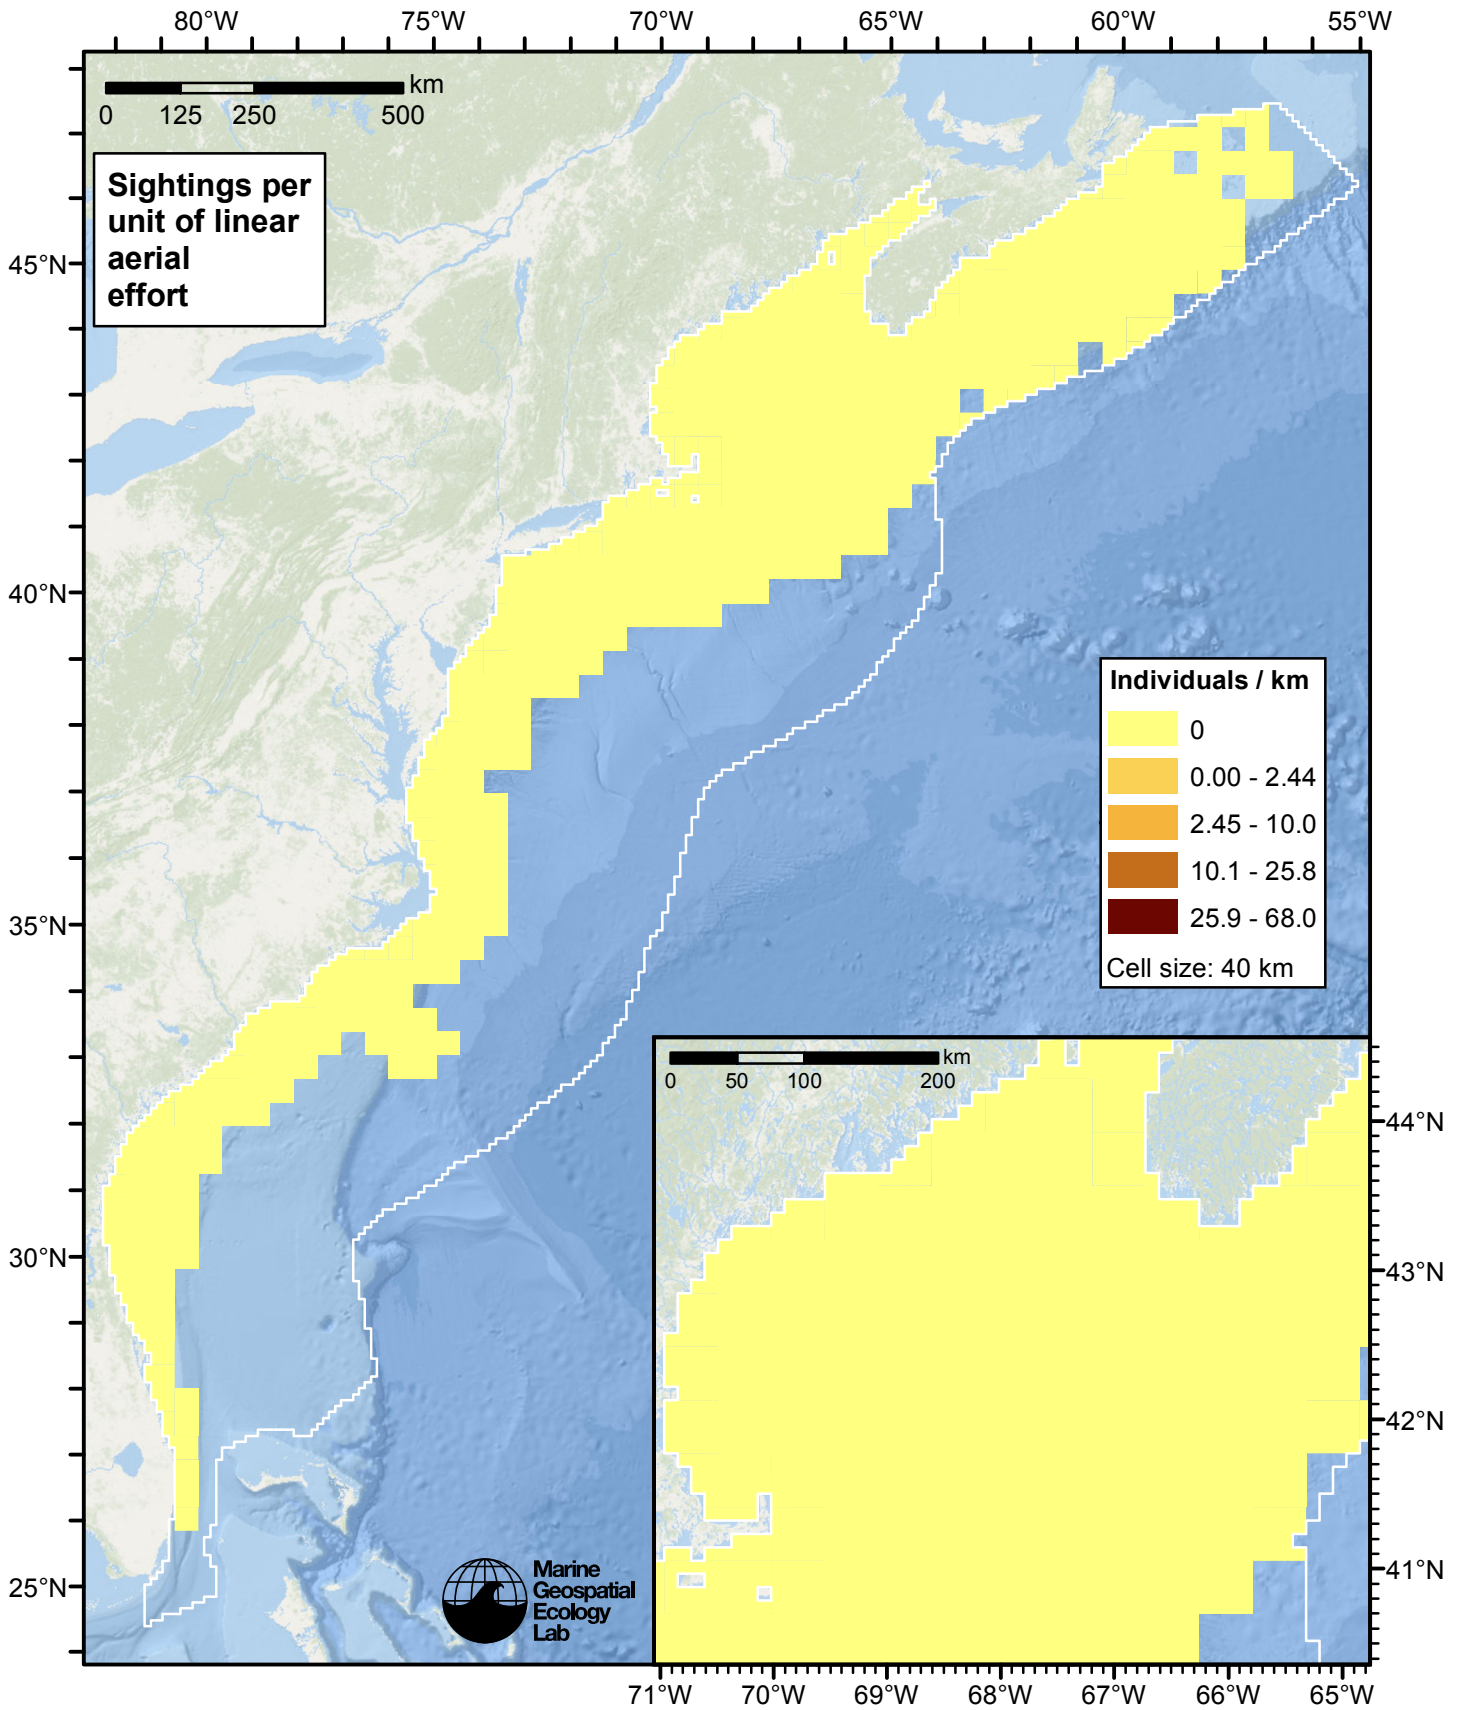 80°W 75°W 70°W 65°W 60°W 55°W
km
0 125 250 500
Sightings per
unit of linear
aerial
effort
45°N
40°N
35°N
30°N
25°N
Individuals / km
0
0.00 - 2.44
2.45 - 10.0
10.1 - 25.8
25.9 - 68.0
Cell size: 40 km
km
0 50 100 200
44°N
43°N
42°N
41°N
Marine
Geospatial
Ecology
Lab
71°W 70°W 69°W 68°W 67°W 66°W 65°W